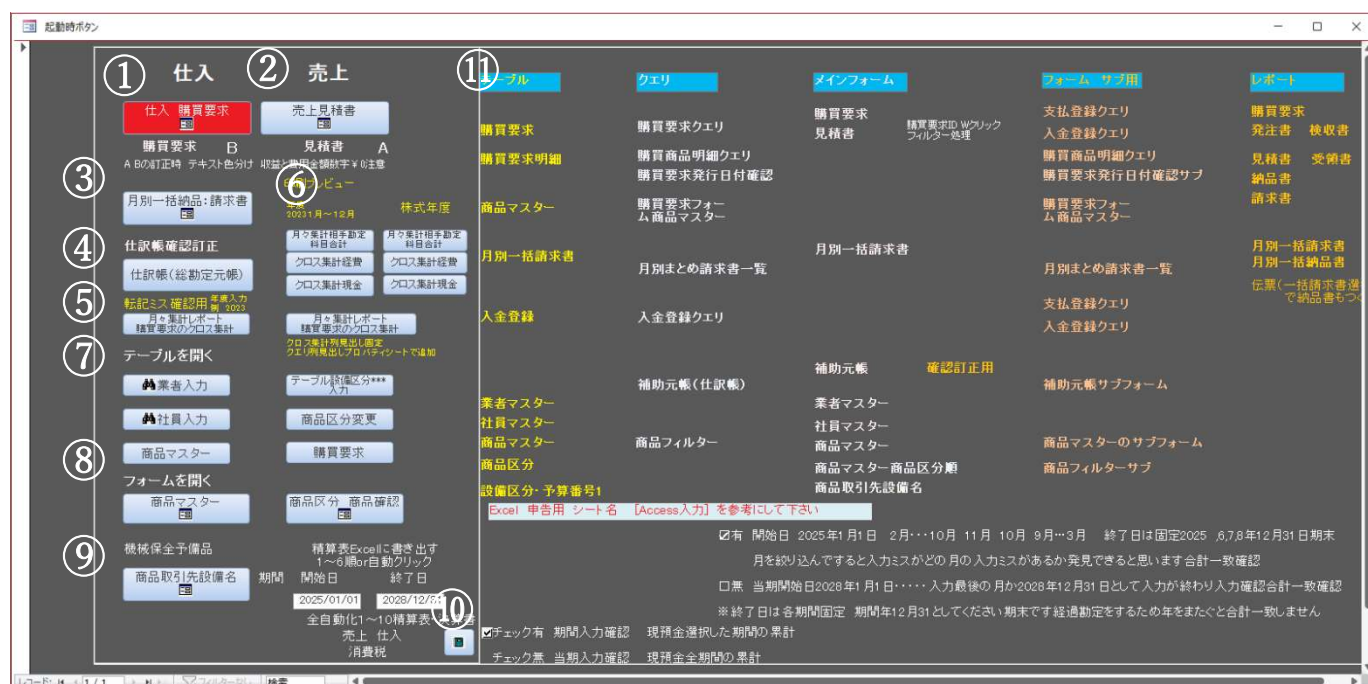 起動時ボタン
① 仕入 ② 売上
仕入 購買要求
売上見積書
購買要求 B
見積書 A
A Bの訂正時 テキスト色分け 収益と費用金額数字¥0注意
③
月別一括納品:請求書
⑥
プレビュー
年度
2023 1月～12月
株式年度
④ 仕訳帳確認訂正
仕訳帳(総勘定元帳)
月々集計相手勘定
科目合計
月々集計相手勘定
科目合計
クロス集計経費
クロス集計経費
クロス集計現金
クロス集計現金
⑤ 転記ミス確認用 年度入力
例 2023
月々集計レポート
購買要求のクロス集計
月々集計レポート
購買要求のクロス集計
クロス集計列見出し固定
クエリ列見出しプロパティシートで追加
⑦ テーブルを開く
業者入力
テーブル設備区分***
入力
社員入力
商品区分変更
⑧
商品マスター
購買要求
フォームを開く
商品マスター
商品区分 商品確認
⑨ 機械保全予備品
商品取引先設備名
精算表Excelに書き出す
1～6順or自動クリック
期間 開始日 終了日
2025/01/01
2028/12/31
⑩
全自動化1～10精算表
売上 仕入
消費税
⑪ テーブル
購買要求
購買要求明細
商品マスター
月別一括請求書
入金登録
業者マスター
社員マスター
商品マスター
商品区分
設備区分・予算番号1
クエリ
購買要求クエリ
購買商品明細クエリ
購買要求発行日付確認
購買要求フォー
ム商品マスター
月別まとめ請求書一覧
入金登録クエリ
補助元帳(仕訳帳)
商品フィルター
メインフォーム
購買要求
見積書
購買要求ID Wクリック
フィルター処理
月別一括請求書
補助元帳
確認訂正用
業者マスター
社員マスター
商品マスター
商品マスター商品区分順
商品取引先設備名
フォーム サブ用
支払登録クエリ
入金登録クエリ
購買商品明細クエリ
購買要求発行日付確認サブ
購買要求フォー
ム商品マスター
月別まとめ請求書一覧
支払登録クエリ
入金登録クエリ
補助元帳サブフォーム
商品マスターのサブフォーム
商品フィルターサブ
レポート
購買要求
発注書 検収書
見積書 受領書
納品書
請求書
月別一括請求書
月別一括納品書
伝票(一括請求書選
で納品書もつく
Excel 申告用 シート名 [Access入力] を参考にして下さい
☑有 開始日 2025年1月1日 2月・・・10月 11月 10月 9月…3月 終了日は固定2025 ,6,7,8年12月31日期末
月を絞り込んですると入力ミスがどの月の入力ミスがあるか発見できると思います合計一致確認
□無 当期開始日2028年1月1日・・・・・入力最後の月か2028年12月31日として入力が終わり入力確認合計一致確認
※終了日は各期間固定 期間年12月31としてください期末です経過勘定をするため年をまたぐと合計一致しません
☑チェック有 期間入力確認 現預金選択した期間の累計
チェック無 当期入力確認 現預金全期間の累計
レコード: 1 / 1
検索